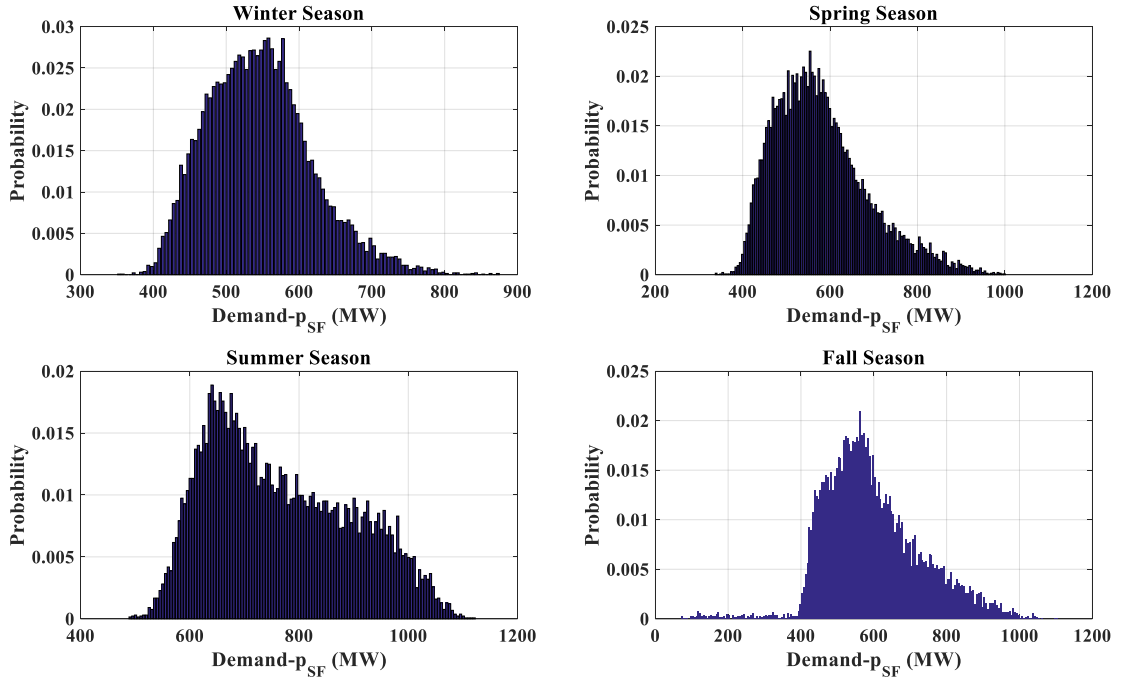 Winter Season
0.03
0.025
0.02
0.015
0.01
0.005
0
300 400 500 600 700 800 900
Probability
Demand-pSF (MW)
Spring Season
0.025
0.02
0.015
0.01
0.005
0
200 400 600 800 1000 1200
Probability
Demand-pSF (MW)
Summer Season
0.02
0.015
0.01
0.005
0
400 600 800 1000 1200
Probability
Demand-pSF (MW)
Fall Season
0.025
0.02
0.015
0.01
0.005
0
0 200 400 600 800 1000 1200
Probability
Demand-pSF (MW)